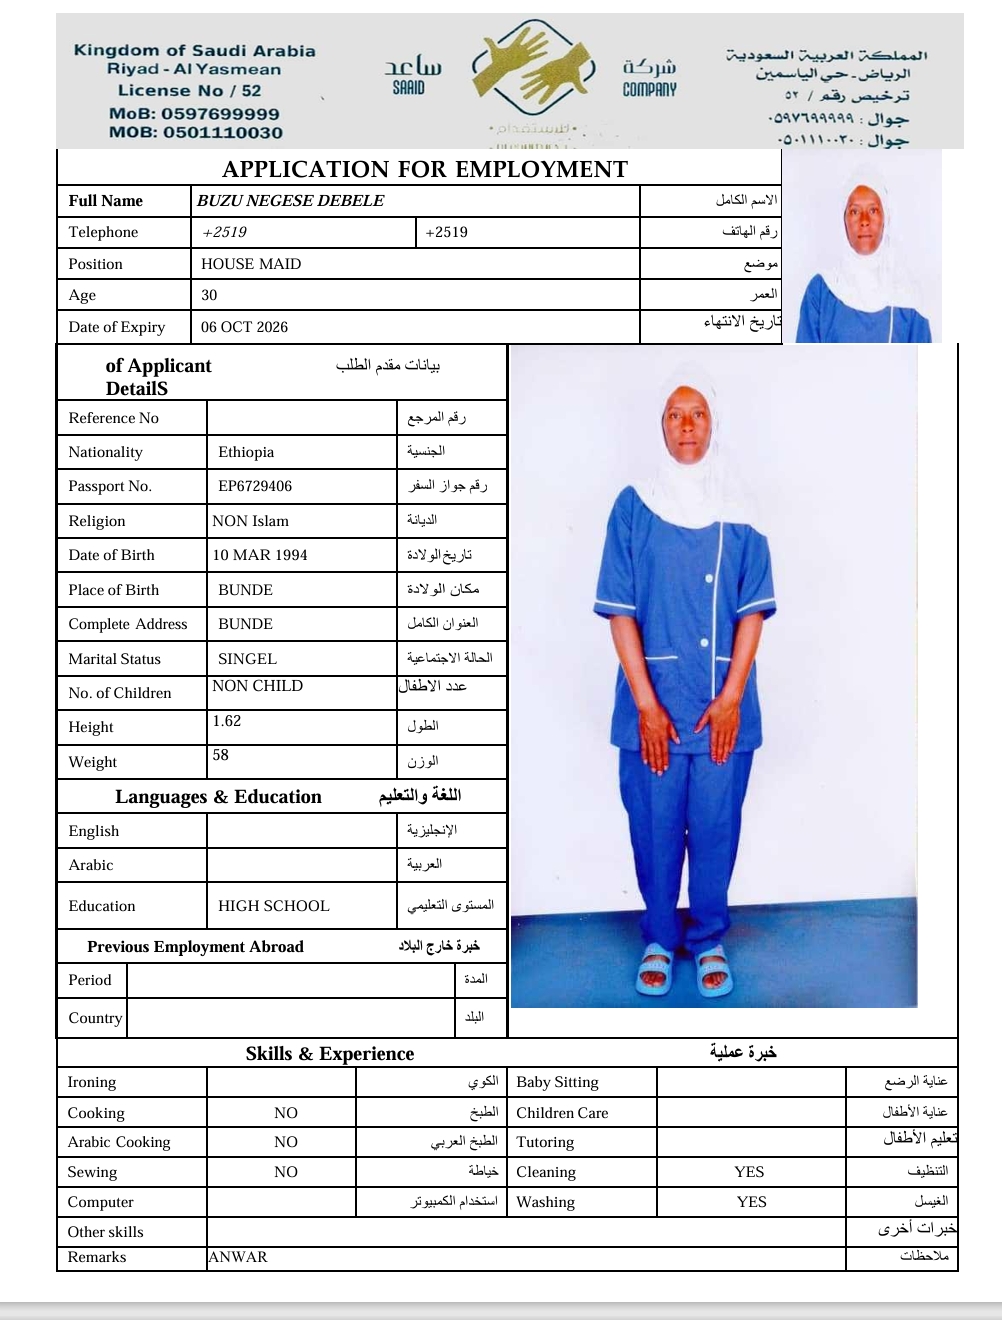 Kingdom of Saudi Arabia
Riyad - Al Yasmean
License No / 52
MoB: 0597699999
MOB: 0501110030
ساعد
SAAID
شركة
COMPANY
للاستقدام
المملكة العربية السعودية
الرياض - حي الياسمين
ترخيص رقم / ٥٢
جوال : ٠٥٩٧٦٩٩٩٩٩
جوال : ٠٥٠١١١٠٠٣٠
APPLICATION FOR EMPLOYMENT
Full Name BUZU NEGESE DEBELE الاسم الكامل
Telephone +2519 +2519 رقم الهاتف
Position HOUSE MAID موضع
Age 30 العمر
Date of Expiry 06 OCT 2026 تاريخ الانتهاء
of Applicant بيانات مقدم الطلب
DetailS
Reference No رقم المرجع
Nationality Ethiopia الجنسية
Passport No. EP6729406 رقم جواز السفر
Religion NON Islam الديانة
Date of Birth 10 MAR 1994 تاريخ الولادة
Place of Birth BUNDE مكان الولادة
Complete Address BUNDE العنوان الكامل
Marital Status SINGEL الحالة الاجتماعية
No. of Children NON CHILD عدد الاطفال
Height 1.62 الطول
Weight 58 الوزن
Languages & Education اللغة والتعليم
English الإنجليزية
Arabic العربية
Education HIGH SCHOOL المستوى التعليمي
Previous Employment Abroad خبرة خارج البلاد
Period المدة
Country البلد
Skills & Experience خبرة عملية
Ironing الكوي Baby Sitting عناية الرضع
Cooking NO الطبخ Children Care عناية الأطفال
Arabic Cooking NO الطبخ العربي Tutoring تعليم الأطفال
Sewing NO خياطة Cleaning YES التنظيف
Computer استخدام الكمبيوتر Washing YES الغيسل
Other skills خبرات أخرى
Remarks ANWAR ملاحظات